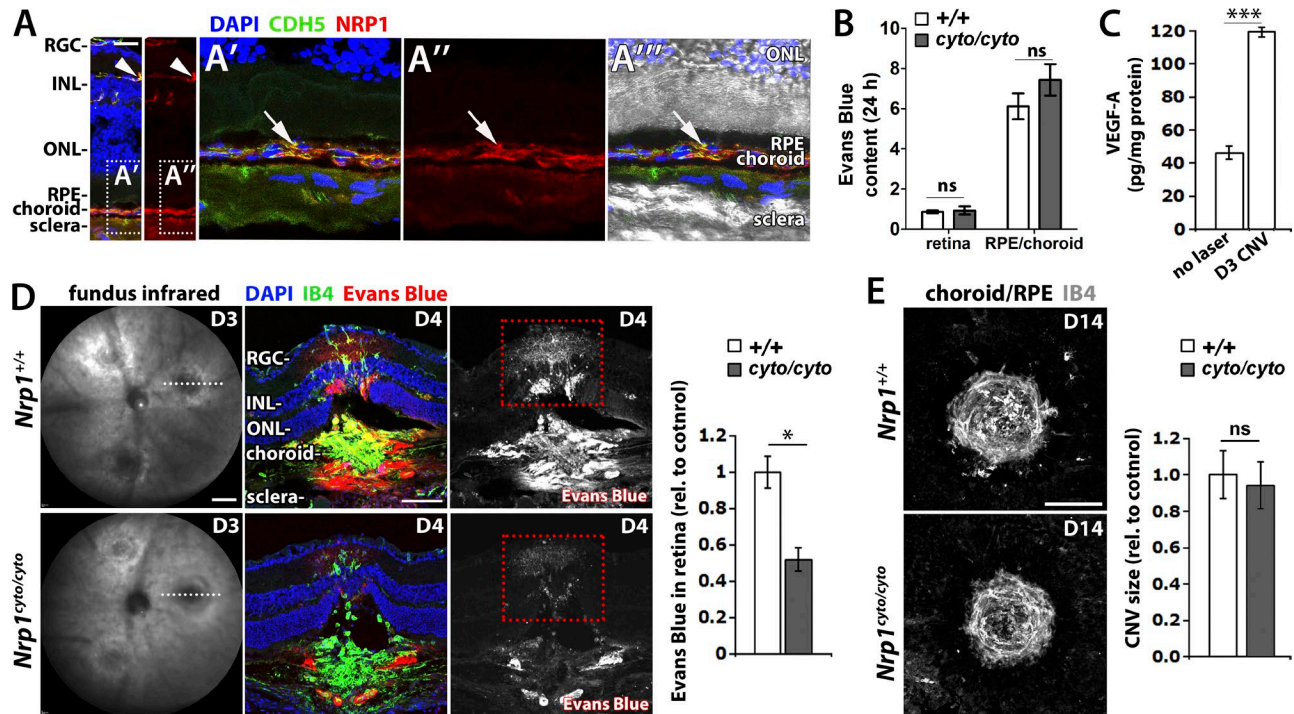 A
DAPI CDH5 NRP1
RGC-
INL-
ONL-
RPE-
choroid-
sclera-
A'
A''
A'
A''
A'''
ONL
RPE
choroid
sclera
B
+/+
cyto/cyto
Evans Blue
content (24 h)
10
8
6
4
2
0
ns
ns
retina
RPE/choroid
C
***
VEGF-A
(pg/mg protein)
120
80
40
0
no laser
D3 CNV
D
fundus infrared
DAPI IB4 Evans Blue
Nrp1+/+
D3
D4
D4
RGC-
INL-
ONL-
choroid-
sclera-
Evans Blue
Nrp1cyto/cyto
D3
D4
D4
Evans Blue
+/+
cyto/cyto
Evans Blue in retina (rel. to cotnrol)
1.2
1
0.8
0.6
0.4
0.2
0
*
E
choroid/RPE IB4
Nrp1+/+
D14
Nrp1cyto/cyto
D14
+/+
cyto/cyto
CNV size (rel. to cotnrol)
1.2
1.0
0.8
0.6
0.4
0.2
0.0
ns